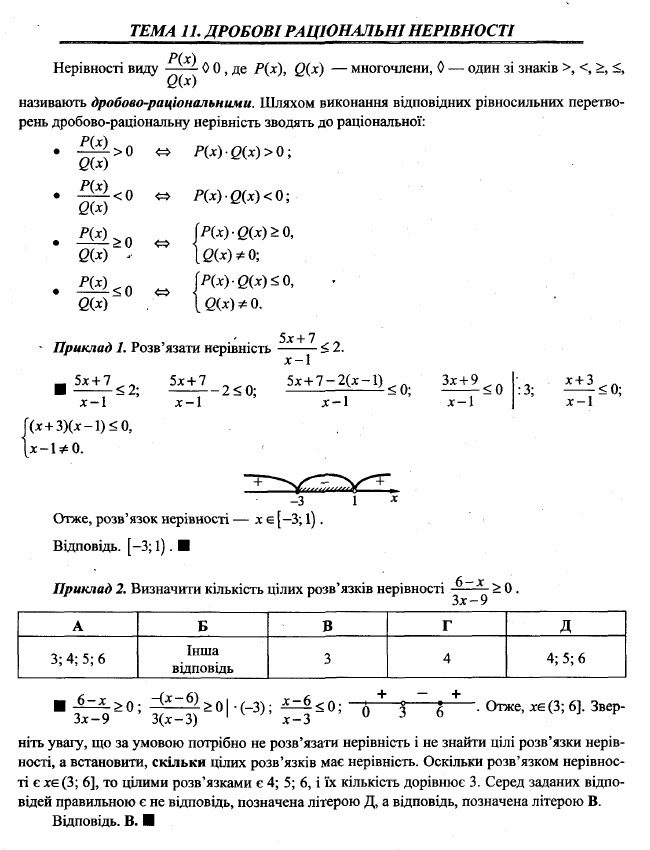 ТЕМА 11. ДРОБОВІ РАЦІОНАЛЬНІ НЕРІВНОСТІ
Нерівності виду P(x)/Q(x) ◊ 0, де P(x), Q(x) — многочлени, ◊ — один зі знаків >, <, ≥, ≤,
називають дробово-раціональними. Шляхом виконання відповідних рівносильних перетво-
рень дробово-раціональну нерівність зводять до раціональної:
• P(x)/Q(x) > 0 ⇔ P(x)·Q(x) > 0;
• P(x)/Q(x) < 0 ⇔ P(x)·Q(x) < 0;
• P(x)/Q(x) ≥ 0 ⇔ { P(x)·Q(x) ≥ 0, Q(x) ≠ 0;
• P(x)/Q(x) ≤ 0 ⇔ { P(x)·Q(x) ≤ 0, Q(x) ≠ 0.
Приклад 1. Розв'язати нерівність (5x+7)/(x−1) ≤ 2.
■ (5x+7)/(x−1) ≤ 2; (5x+7)/(x−1) − 2 ≤ 0; (5x+7−2(x−1))/(x−1) ≤ 0; (3x+9)/(x−1) ≤ 0 | :3; (x+3)/(x−1) ≤ 0;
{ (x+3)(x−1) ≤ 0,
x−1 ≠ 0.
+ − +
−3 1 x
Отже, розв'язок нерівності — x ∈ [−3; 1).
Відповідь. [−3; 1). ■
Приклад 2. Визначити кількість цілих розв'язків нерівності (6−x)/(3x−9) ≥ 0.
А Б В Г Д
3; 4; 5; 6 Інша відповідь 3 4 4; 5; 6
■ (6−x)/(3x−9) ≥ 0; −(x−6)/(3(x−3)) ≥ 0 | ·(−3); (x−6)/(x−3) ≤ 0; + − + 0 3 6 . Отже, x∈(3; 6]. Звер-
ніть увагу, що за умовою потрібно не розв'язати нерівність і не знайти цілі розв'язки нерів-
ності, а встановити, скільки цілих розв'язків має нерівність. Оскільки розв'язком нерівнос-
ті є x∈(3; 6], то цілими розв'язками є 4; 5; 6, і їх кількість дорівнює 3. Серед заданих відпо-
відей правильною є не відповідь, позначена літерою Д, а відповідь, позначена літерою В.
Відповідь. В. ■